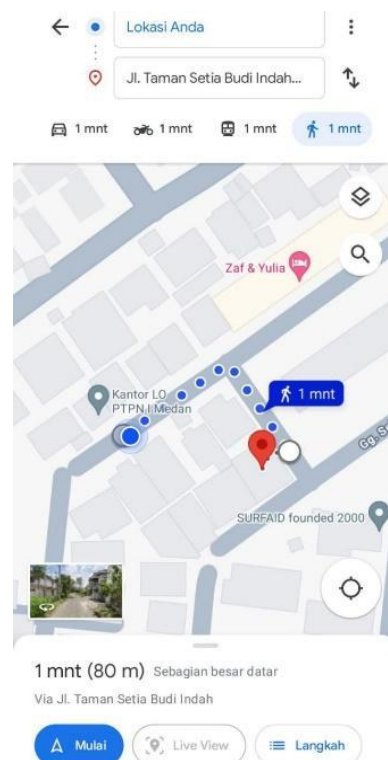 Lokasi Anda
Jl. Taman Setia Budi Indah...
1 mnt
1 mnt
1 mnt
1 mnt
Zaf & Yulia
Kantor LO
PTPN I Medan
1 mnt
SURFAID founded 2000
1 mnt (80 m) Sebagian besar datar
Via Jl. Taman Setia Budi Indah
Mulai
Live View
Langkah